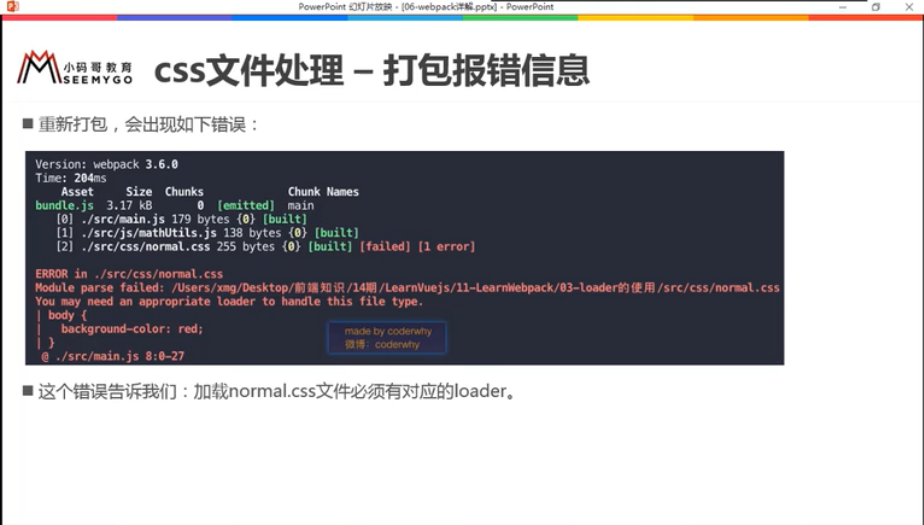 PowerPoint 幻灯片放映 - [06-webpack详解.pptx] - PowerPoint
小码哥教育
SEEMYGO
css文件处理 – 打包报错信息
■ 重新打包，会出现如下错误：
Version: webpack 3.6.0
Time: 204ms
Asset Size Chunks Chunk Names
bundle.js 3.17 kB 0 [emitted] main
[0] ./src/main.js 179 bytes {0} [built]
[1] ./src/js/mathUtils.js 138 bytes {0} [built]
[2] ./src/css/normal.css 255 bytes {0} [built] [failed] [1 error]
ERROR in ./src/css/normal.css
Module parse failed: /Users/xmg/Desktop/前端知识/14期/LearnVuejs/11-LearnWebpack/03-loader的使用/src/css/normal.css
You may need an appropriate loader to handle this file type.
| body {
|   background-color: red;
| }
@ ./src/main.js 8:0-27
made by coderwhy
微博：coderwhy
■ 这个错误告诉我们：加载normal.css文件必须有对应的loader。